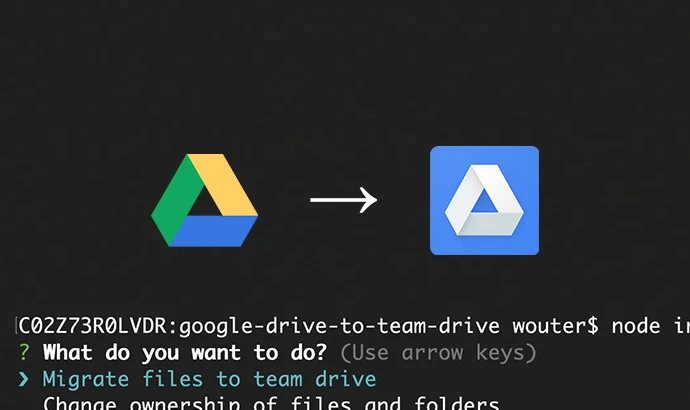 C02Z73R0LVDR:google-drive-to-team-drive wouter$ node in
? What do you want to do? (Use arrow keys)
❯ Migrate files to team drive
Change ownership of files and folders